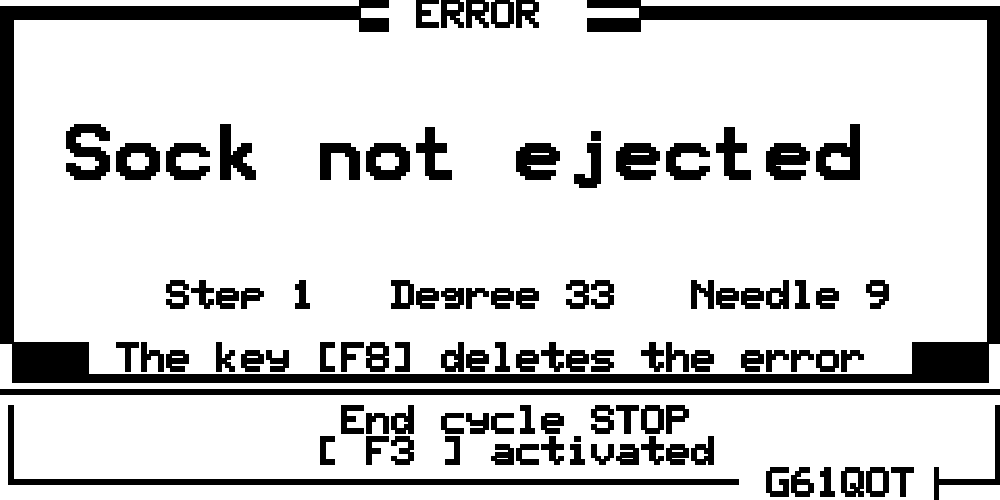 ERROR
Sock not ejected
Step 1 Degree 33 Needle 9
The key [F8] deletes the error
End cycle STOP
[ F3 ] activated
G61QOT